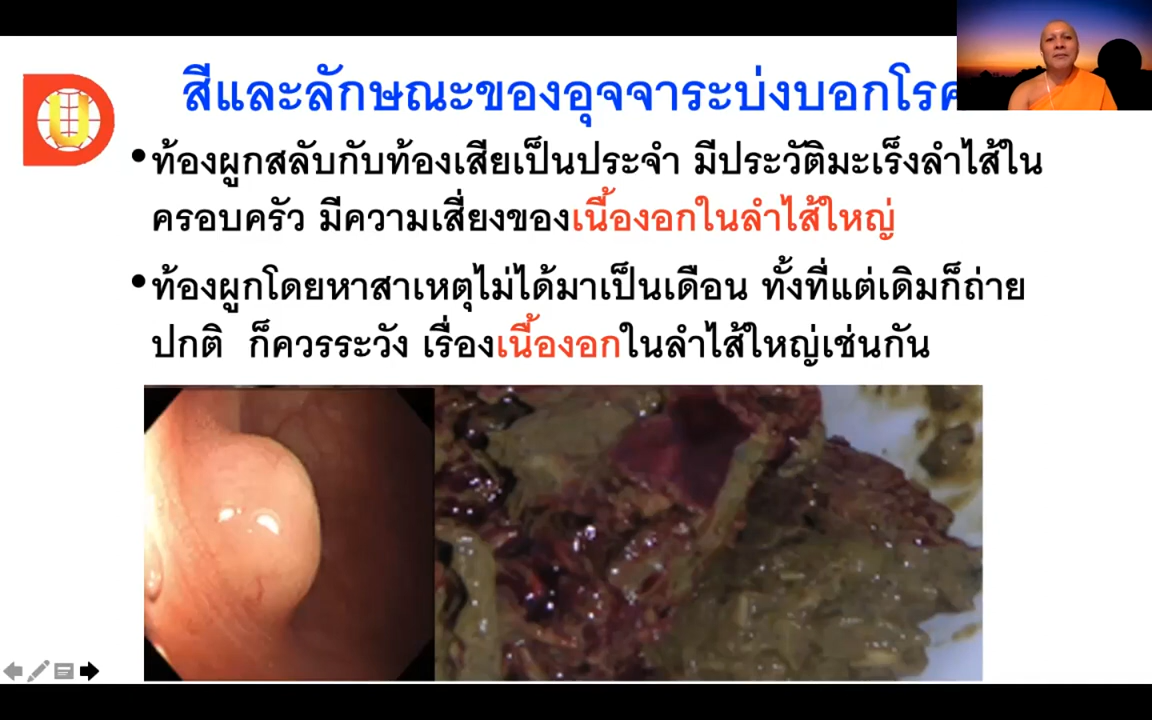 สีและลักษณะของอุจจาระบ่งบอกโรค
• ท้องผูกสลับกับท้องเสียเป็นประจำ มีประวัติมะเร็งลำไส้ใน
ครอบครัว มีความเสี่ยงของเนื้องอกในลำไส้ใหญ่
• ท้องผูกโดยหาสาเหตุไม่ได้มาเป็นเดือน ทั้งที่แต่เดิมก็ถ่าย
ปกติ ก็ควรระวัง เรื่องเนื้องอกในลำไส้ใหญ่เช่นกัน